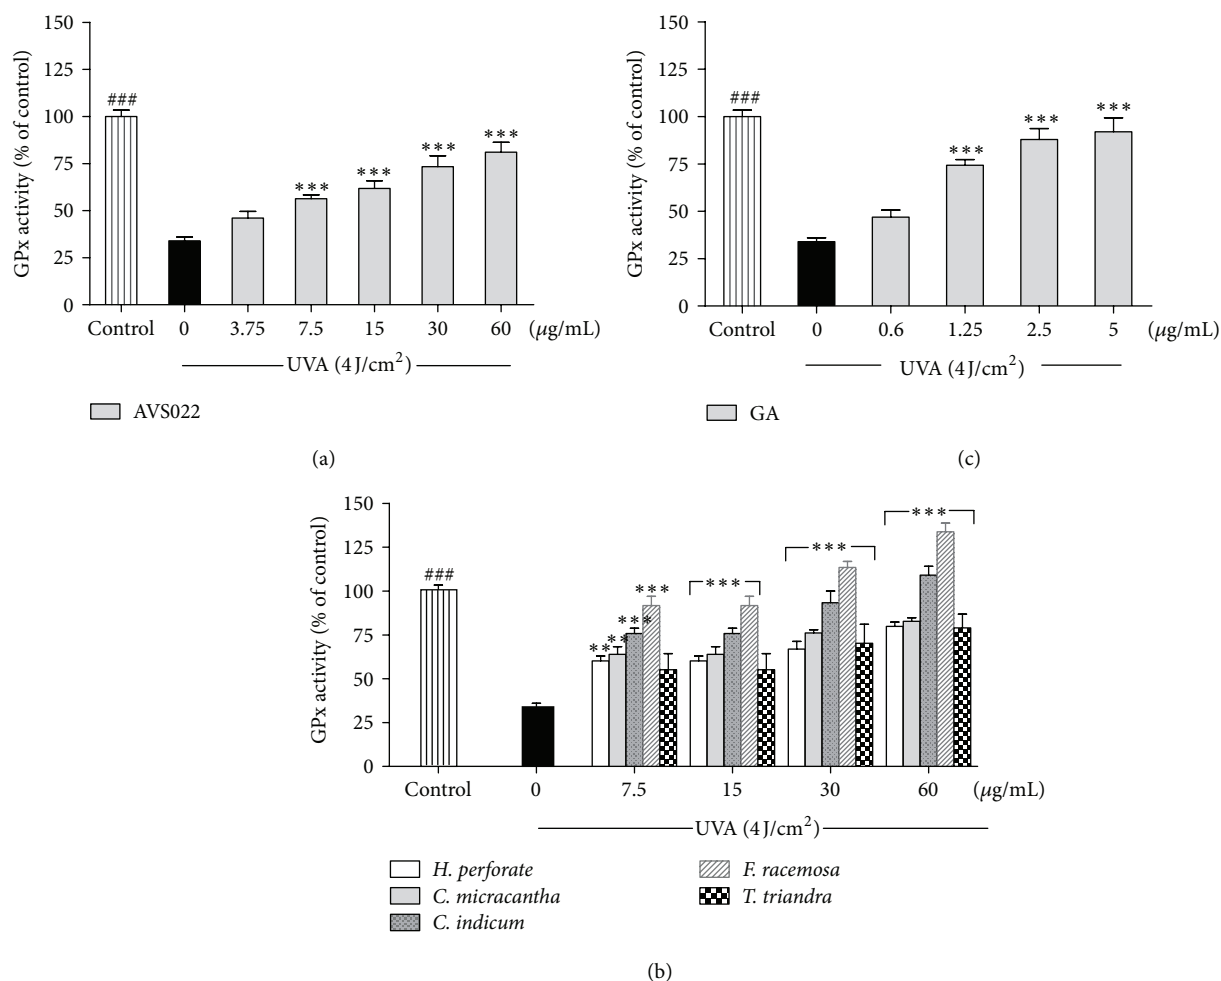 150
125
100
75
50
25
0
GPx activity (% of control)
###
***
***
***
***
Control 0 3.75 7.5 15 30 60 (μg/mL)
UVA (4 J/cm²)
AVS022
(a)
150
125
100
75
50
25
0
GPx activity (% of control)
###
***
***
***
Control 0 0.6 1.25 2.5 5 (μg/mL)
UVA (4 J/cm²)
GA
(c)
150
125
100
75
50
25
0
GPx activity (% of control)
###
**
**
***
***
***
***
***
Control 0 7.5 15 30 60 (μg/mL)
UVA (4 J/cm²)
H. perforate
C. micracantha
C. indicum
F. racemosa
T. triandra
(b)